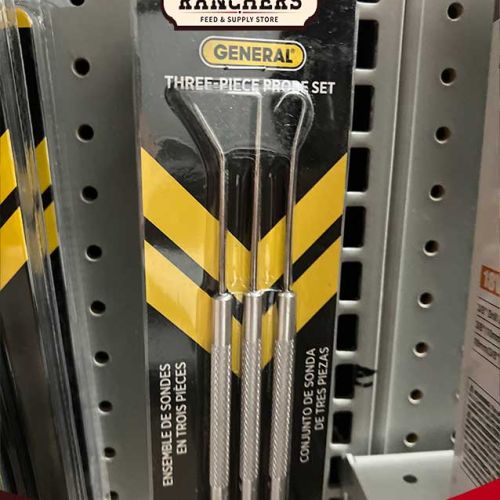 RANCHERS
FEED & SUPPLY STORE
GENERAL®
THREE-PIECE PROBE SET
ENSEMBLE DE SONDES
EN TROIS PIÈCES
CONJUNTO DE SONDA
DE TRES PIEZAS